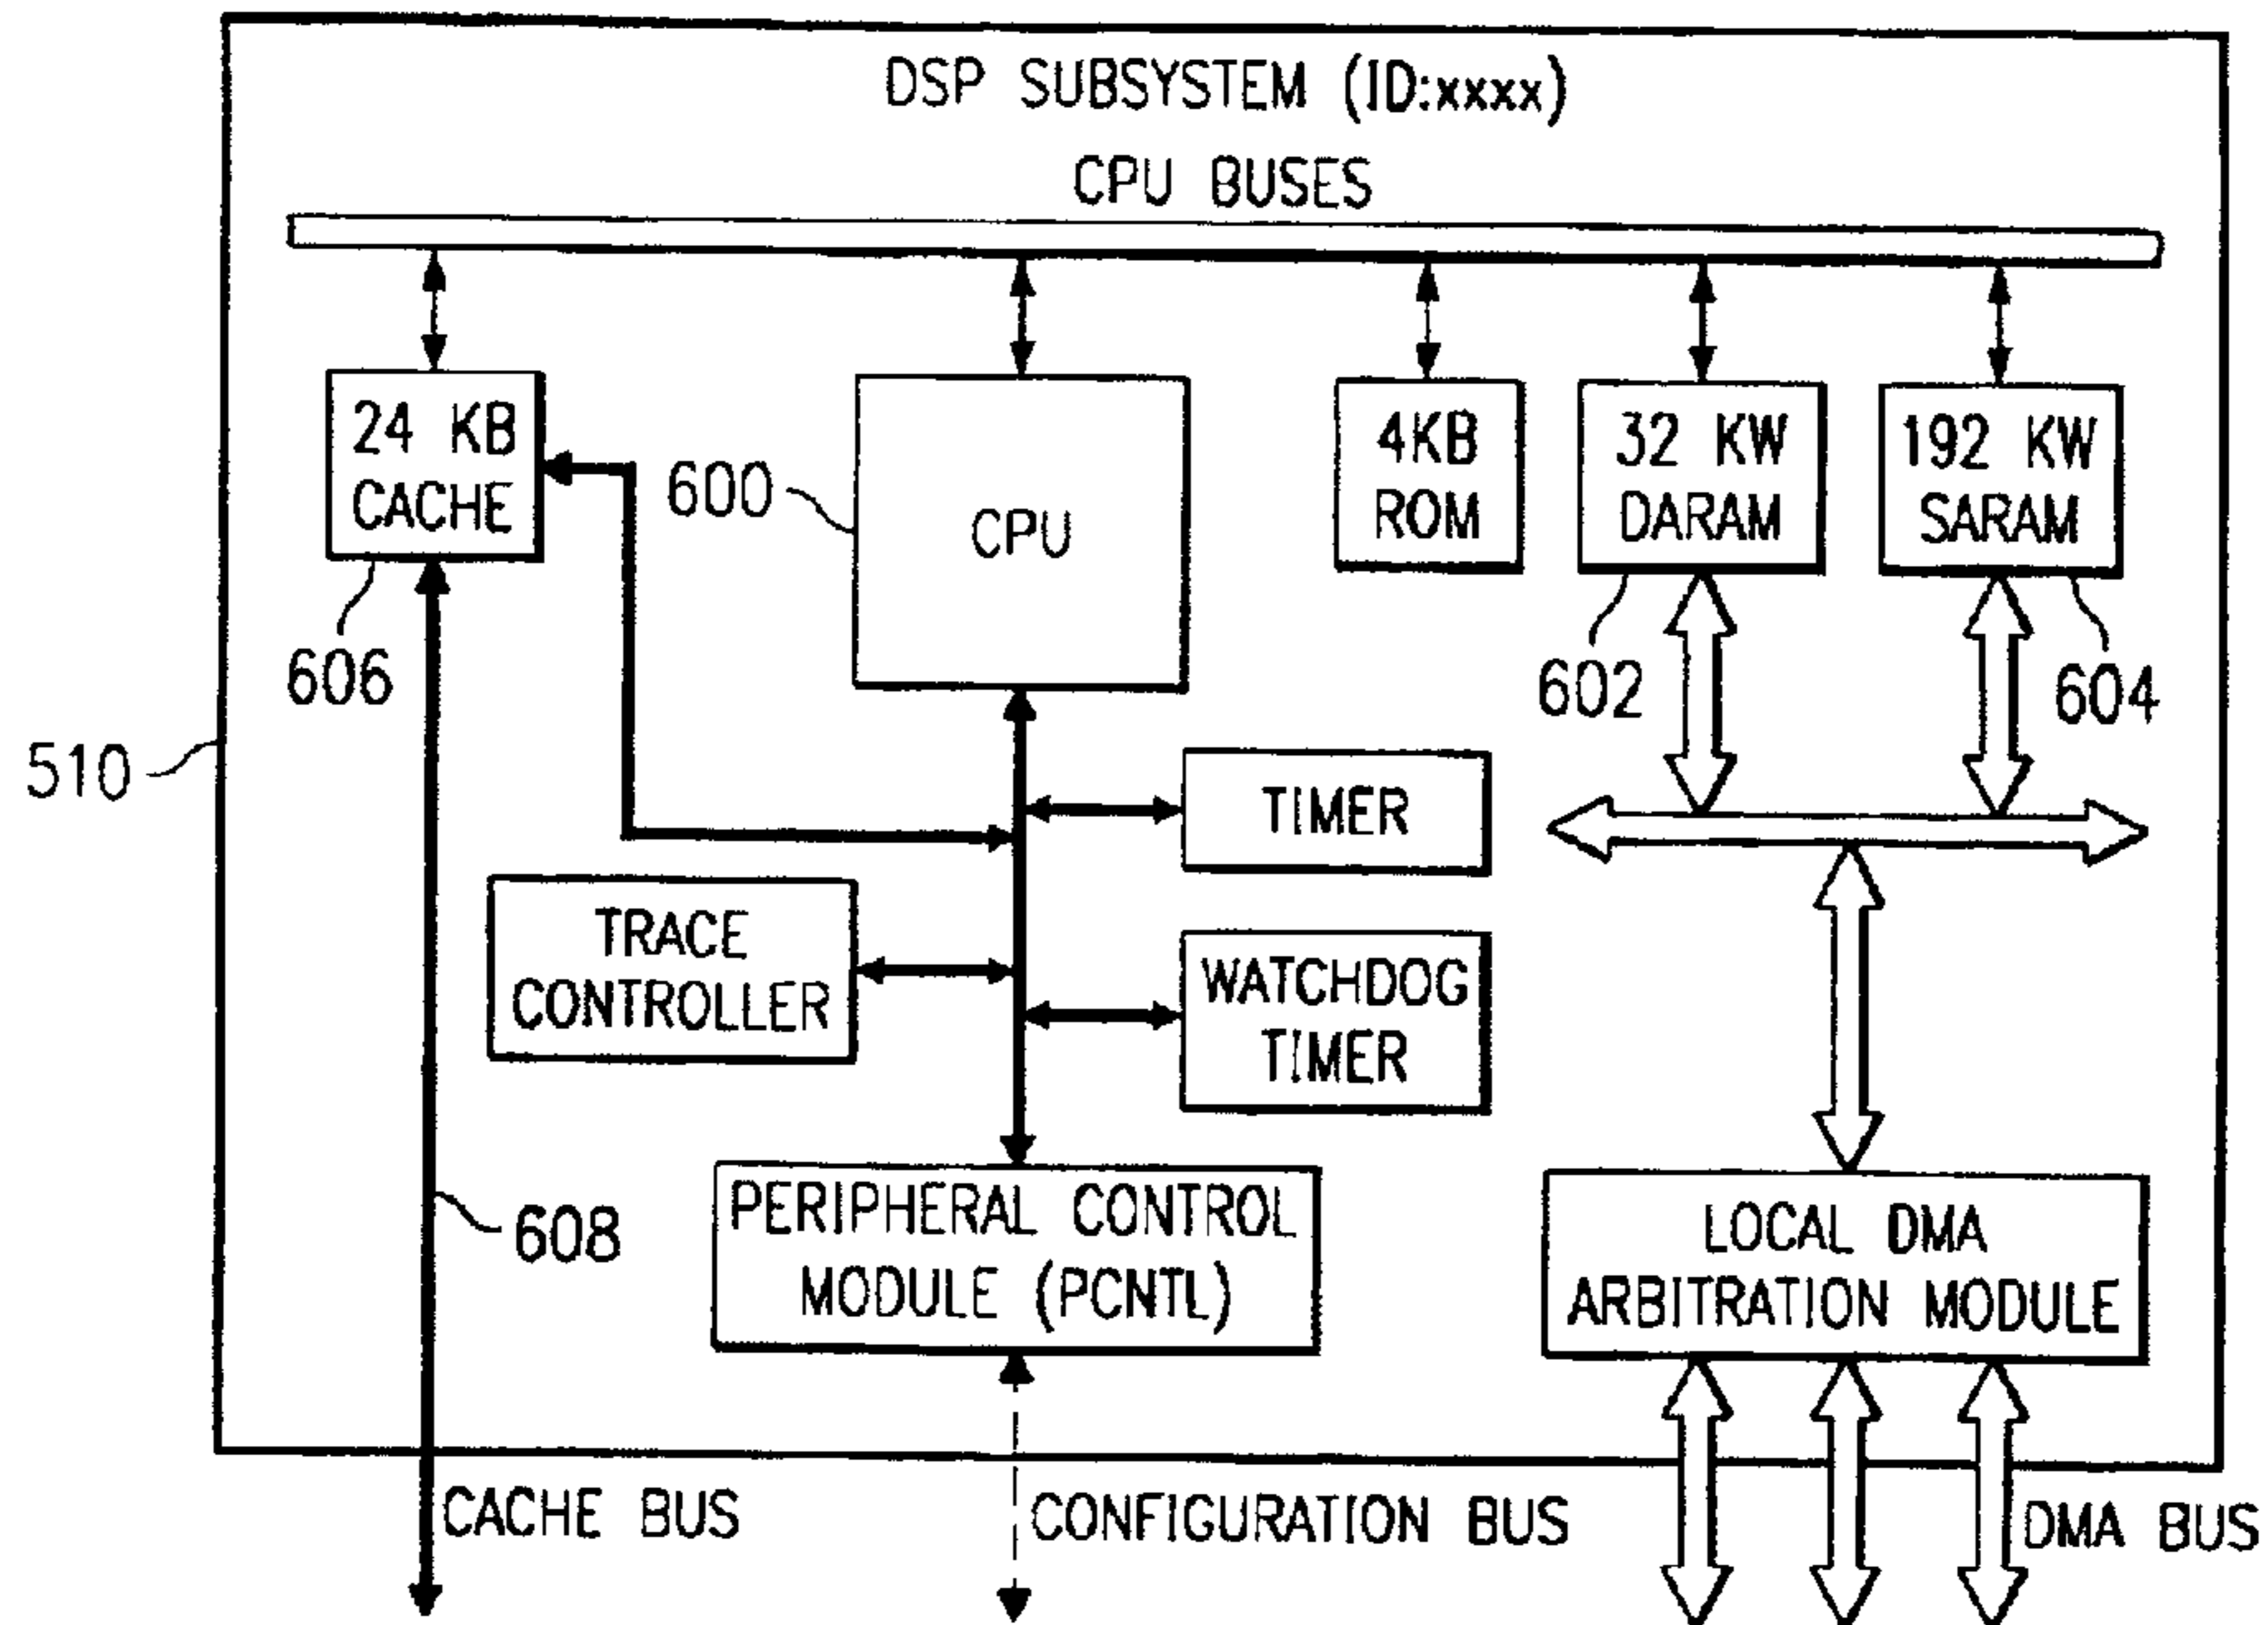 DSP SUBSYSTEM (ID:xxxx)
CPU BUSES
24 KB
CACHE
600
CPU
4KB
ROM
32 KW
DARAM
192 KW
SARAM
606
602
604
510
TIMER
TRACE
CONTROLLER
WATCHDOG
TIMER
608
PERIPHERAL CONTROL
MODULE (PCNTL)
LOCAL DMA
ARBITRATION MODULE
CACHE BUS
CONFIGURATION BUS
DMA BUS